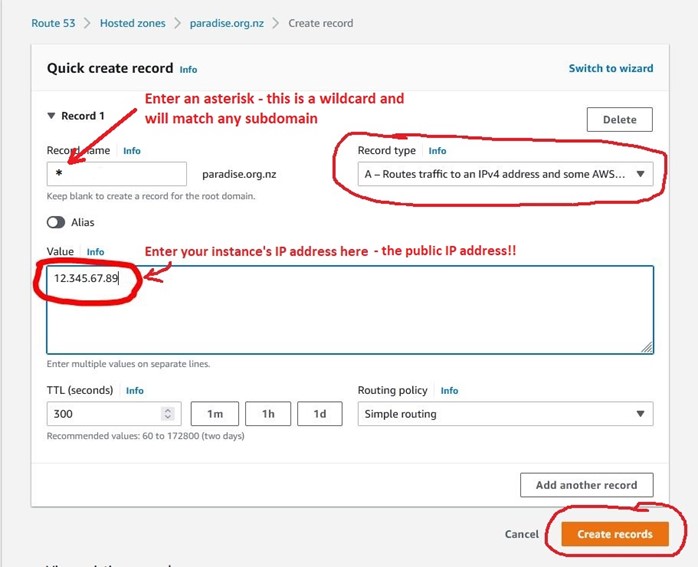 Route 53 > Hosted zones > paradise.org.nz > Create record
Quick create record Info
Switch to wizard
Enter an asterisk - this is a wildcard and
will match any subdomain
Record 1
Delete
Record name Info
* paradise.org.nz
Keep blank to create a record for the root domain.
Record type Info
A – Routes traffic to an IPv4 address and some AWS...
Alias
Value Info
Enter your instance's IP address here - the public IP address!!
12.345.67.89
Enter multiple values on separate lines.
TTL (seconds) Info
300 1m 1h 1d
Recommended values: 60 to 172800 (two days)
Routing policy Info
Simple routing
Add another record
Cancel Create records